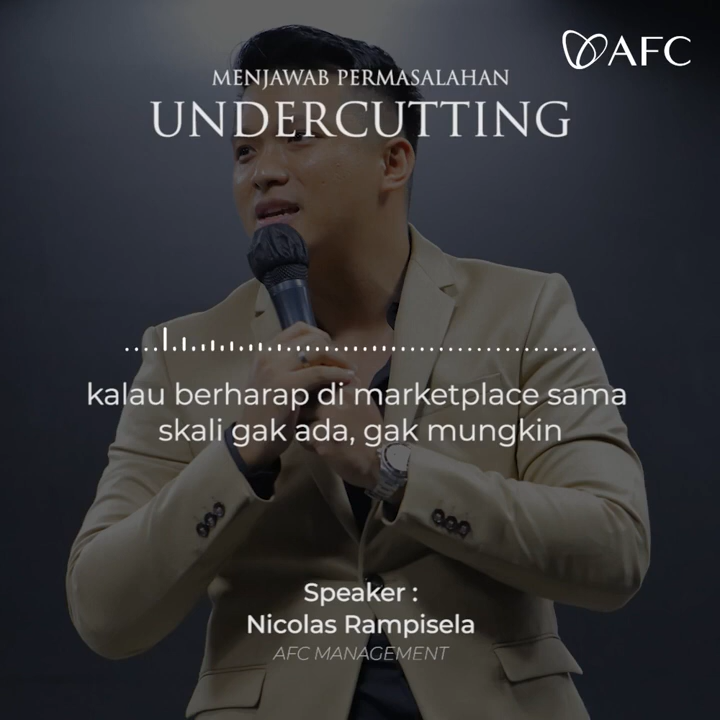 AFC
MENJAWAB PERMASALAHAN
UNDERCUTTING
kalau berharap di marketplace sama
skali gak ada, gak mungkin
Speaker :
Nicolas Rampisela
AFC MANAGEMENT